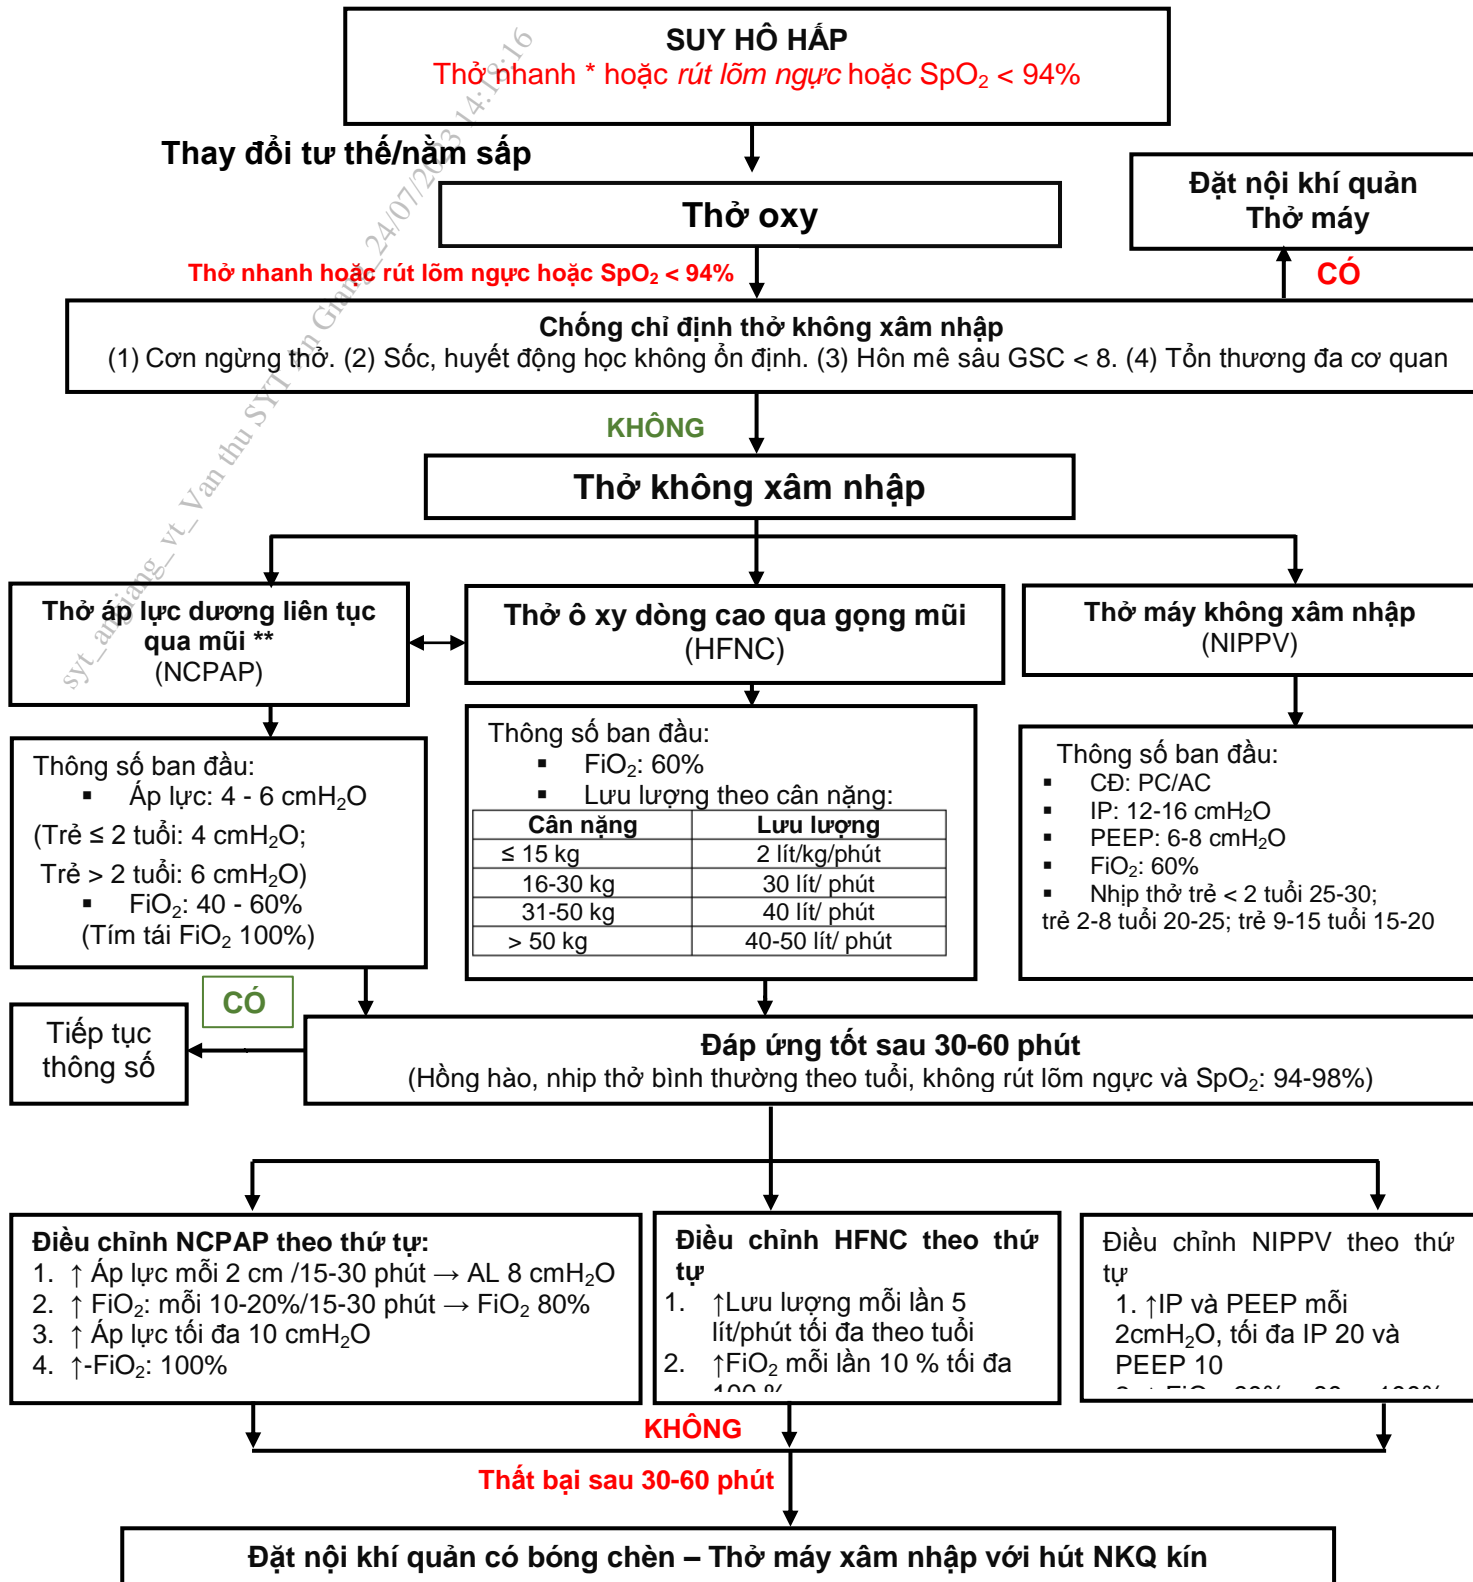 SUY HÔ HẤP
Thở nhanh * hoặc rút lõm ngực hoặc SpO₂ < 94%
Thay đổi tư thế/nằm sấp
Thở oxy
Đặt nội khí quản
Thở máy
Thở nhanh hoặc rút lõm ngực hoặc SpO₂ < 94%
CÓ
Chống chỉ định thở không xâm nhập
(1) Cơn ngừng thở. (2) Sốc, huyết động học không ổn định. (3) Hôn mê sâu GSC < 8. (4) Tổn thương đa cơ quan
KHÔNG
Thở không xâm nhập
Thở áp lực dương liên tục
qua mũi **
(NCPAP)
Thở ô xy dòng cao qua gọng mũi
(HFNC)
Thở máy không xâm nhập
(NIPPV)
Thông số ban đầu:
▪ Áp lực: 4 - 6 cmH₂O
(Trẻ ≤ 2 tuổi: 4 cmH₂O;
Trẻ > 2 tuổi: 6 cmH₂O)
▪ FiO₂: 40 - 60%
(Tím tái FiO₂ 100%)
Thông số ban đầu:
▪ FiO₂: 60%
▪ Lưu lượng theo cân nặng:
Cân nặng Lưu lượng
≤ 15 kg 2 lít/kg/phút
16-30 kg 30 lít/ phút
31-50 kg 40 lít/ phút
> 50 kg 40-50 lít/ phút
Thông số ban đầu:
▪ CĐ: PC/AC
▪ IP: 12-16 cmH₂O
▪ PEEP: 6-8 cmH₂O
▪ FiO₂: 60%
▪ Nhịp thở trẻ < 2 tuổi 25-30;
trẻ 2-8 tuổi 20-25; trẻ 9-15 tuổi 15-20
CÓ
Tiếp tục
thông số
Đáp ứng tốt sau 30-60 phút
(Hồng hào, nhip thở bình thường theo tuổi, không rút lõm ngực và SpO₂: 94-98%)
Điều chỉnh NCPAP theo thứ tự:
1. ↑ Áp lực mỗi 2 cm /15-30 phút → AL 8 cmH₂O
2. ↑ FiO₂: mỗi 10-20%/15-30 phút → FiO₂ 80%
3. ↑ Áp lực tối đa 10 cmH₂O
4. ↑-FiO₂: 100%
Điều chỉnh HFNC theo thứ
tự
1. ↑Lưu lượng mỗi lần 5
lít/phút tối đa theo tuổi
2. ↑FiO₂ mỗi lần 10 % tối đa
100 %
Điều chỉnh NIPPV theo thứ
tự
1. ↑IP và PEEP mỗi
2cmH₂O, tối đa IP 20 và
PEEP 10
KHÔNG
Thất bại sau 30-60 phút
Đặt nội khí quản có bóng chèn – Thở máy xâm nhập với hút NKQ kín
syt_angiang_vt_Van thu SYT An Giang_24/07/2023 14:18:16